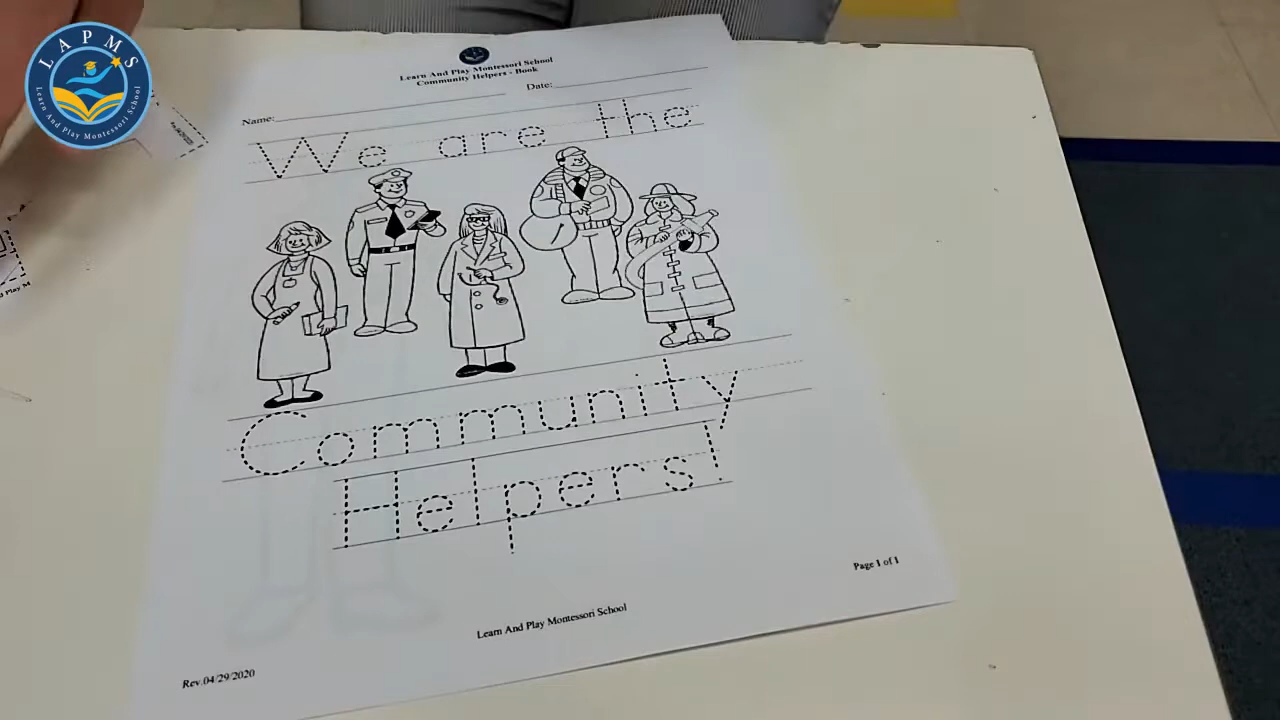 LAPMS
Learn And Play Montessori School
Learn And Play Montessori School
Community Helpers - Book
Name: Date:
We are the
Community
Helpers!
Page 1 of 1
Learn And Play Montessori School
Rev.04/29/2020